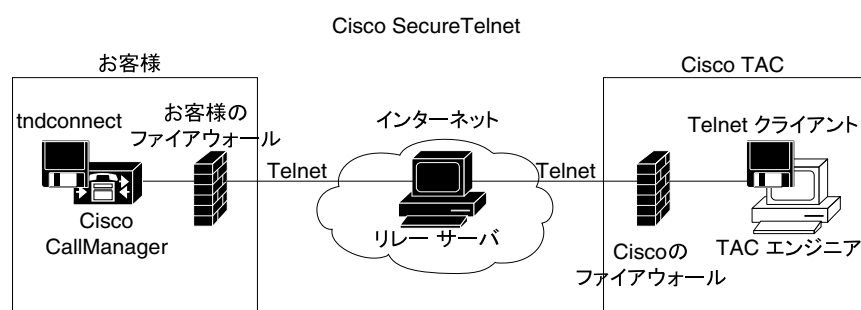 Cisco SecureTelnet
お客様
Cisco TAC
tndconnect
お客様の
ファイアウォール
インターネット
Telnet クライアント
Telnet
Telnet
Cisco
CallManager
リレー サーバ
Ciscoの
ファイアウォール
TAC エンジニア